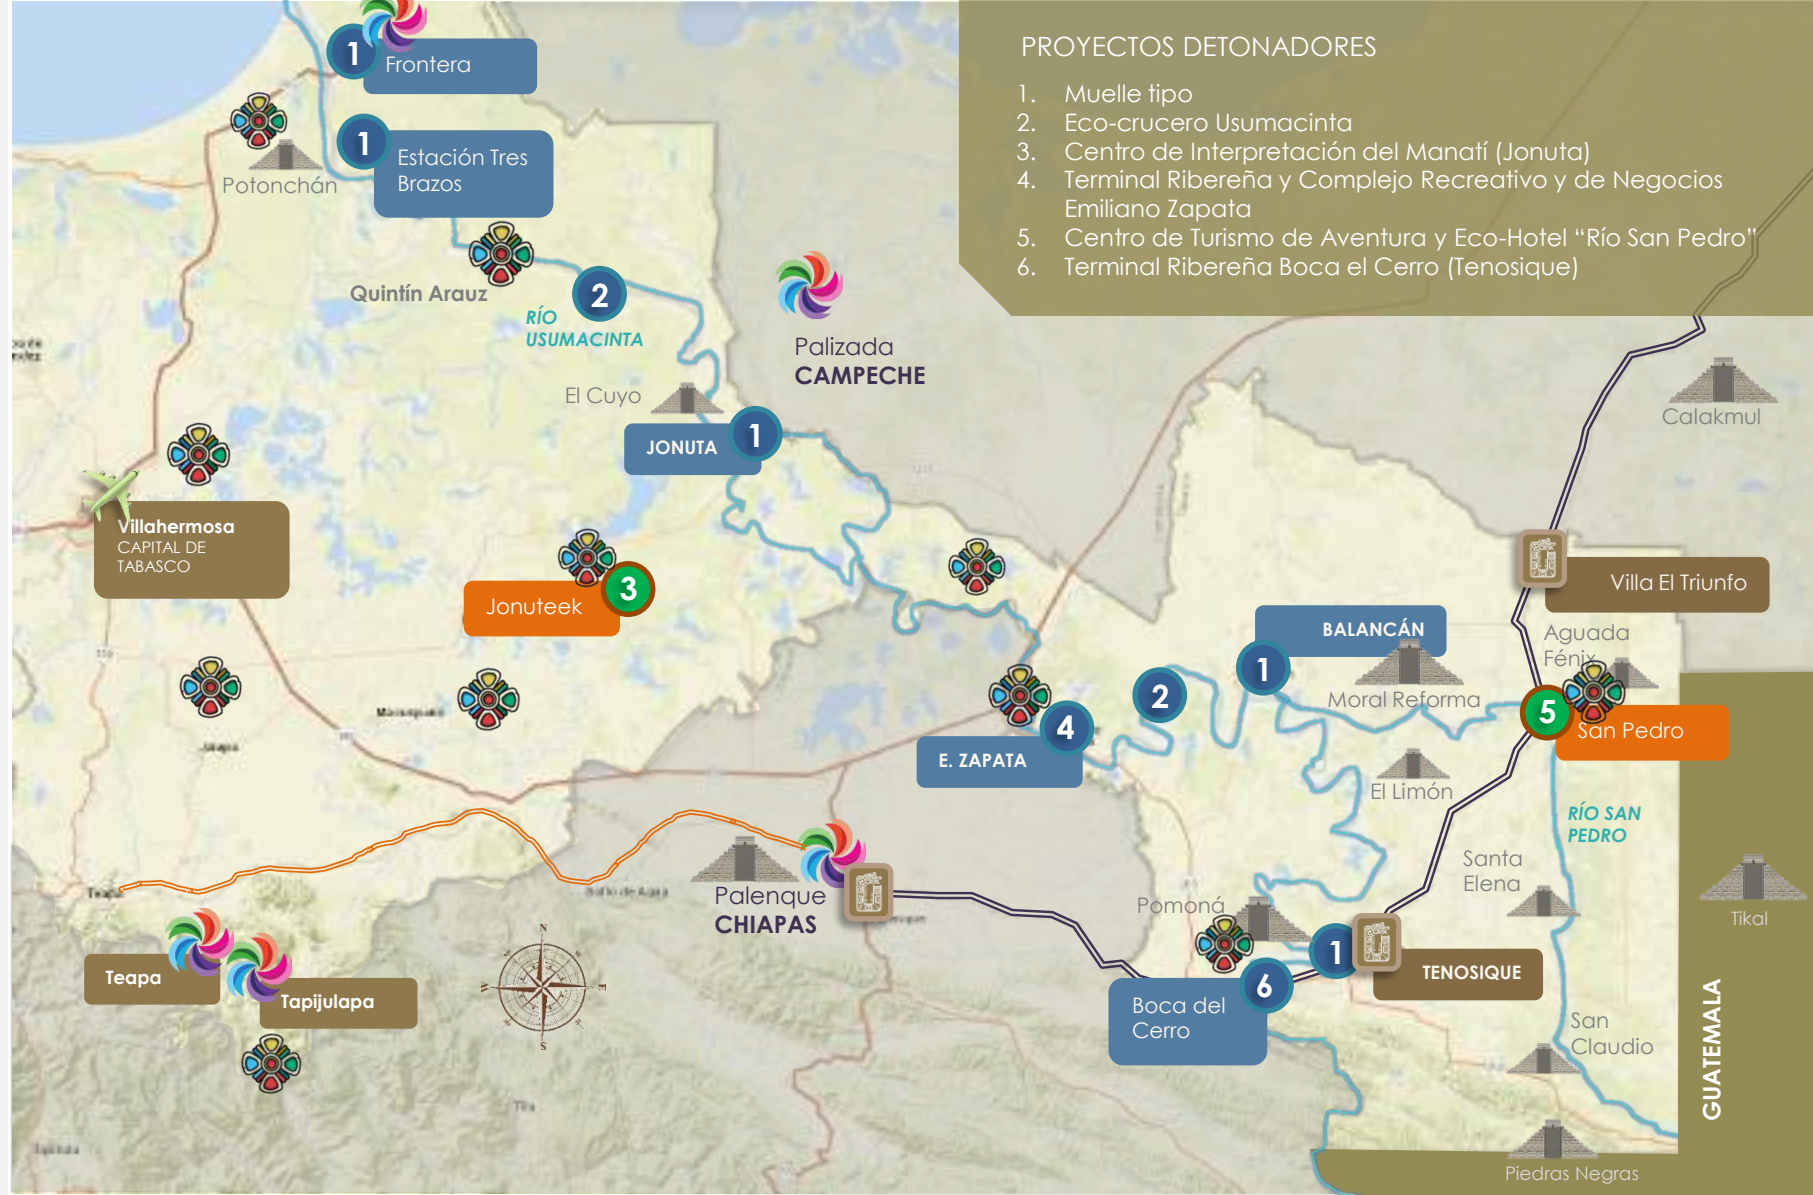 PROYECTOS DETONADORES
1. Muelle tipo
2. Eco-crucero Usumacinta
3. Centro de Interpretación del Manatí (Jonuta)
4. Terminal Ribereña y Complejo Recreativo y de Negocios
Emiliano Zapata
5. Centro de Turismo de Aventura y Eco-Hotel “Río San Pedro”
6. Terminal Ribereña Boca el Cerro (Tenosique)
1
Frontera
1
Estación Tres
Brazos
Potonchán
Quintín Arauz
2
RÍO
USUMACINTA
Palizada
CAMPECHE
El Cuyo
JONUTA
1
Calakmul
Villahermosa
CAPITAL DE
TABASCO
Jonuteek
3
Villa El Triunfo
BALANCÁN
1
Moral Reforma
Aguada
Fénix
2
4
E. ZAPATA
5
San Pedro
El Limón
RÍO SAN
PEDRO
Santa
Elena
Tikal
Teapa
Palenque
CHIAPAS
Pomoná
1
TENOSIQUE
6
Boca del
Cerro
Teapa
Tapijulapa
N
W
E
S
San
Claudio
GUATEMALA
Piedras Negras